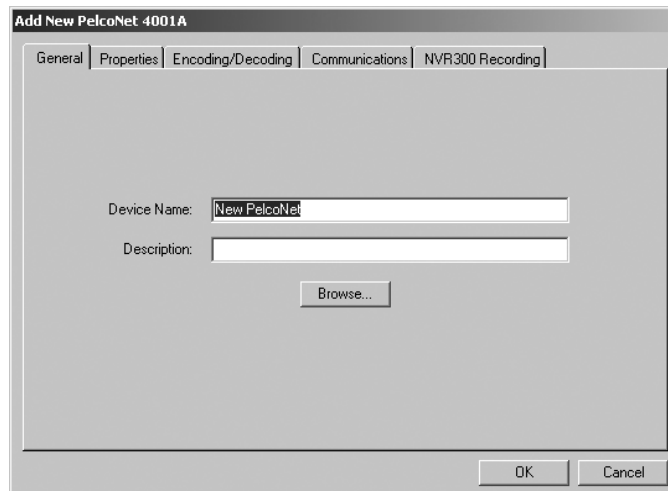 Add New PelcoNet 4001A
General Properties Encoding/Decoding Communications NVR300 Recording
Device Name: New PelcoNet
Description:
Browse...
OK Cancel